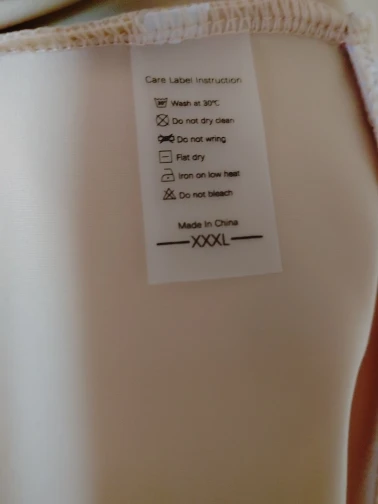 Care Label Instruction
30°
Wash at 30℃
Do not dry clean
Do not wring
Flat dry
Iron on low heat
Do not bleach
Made In China
XXXL